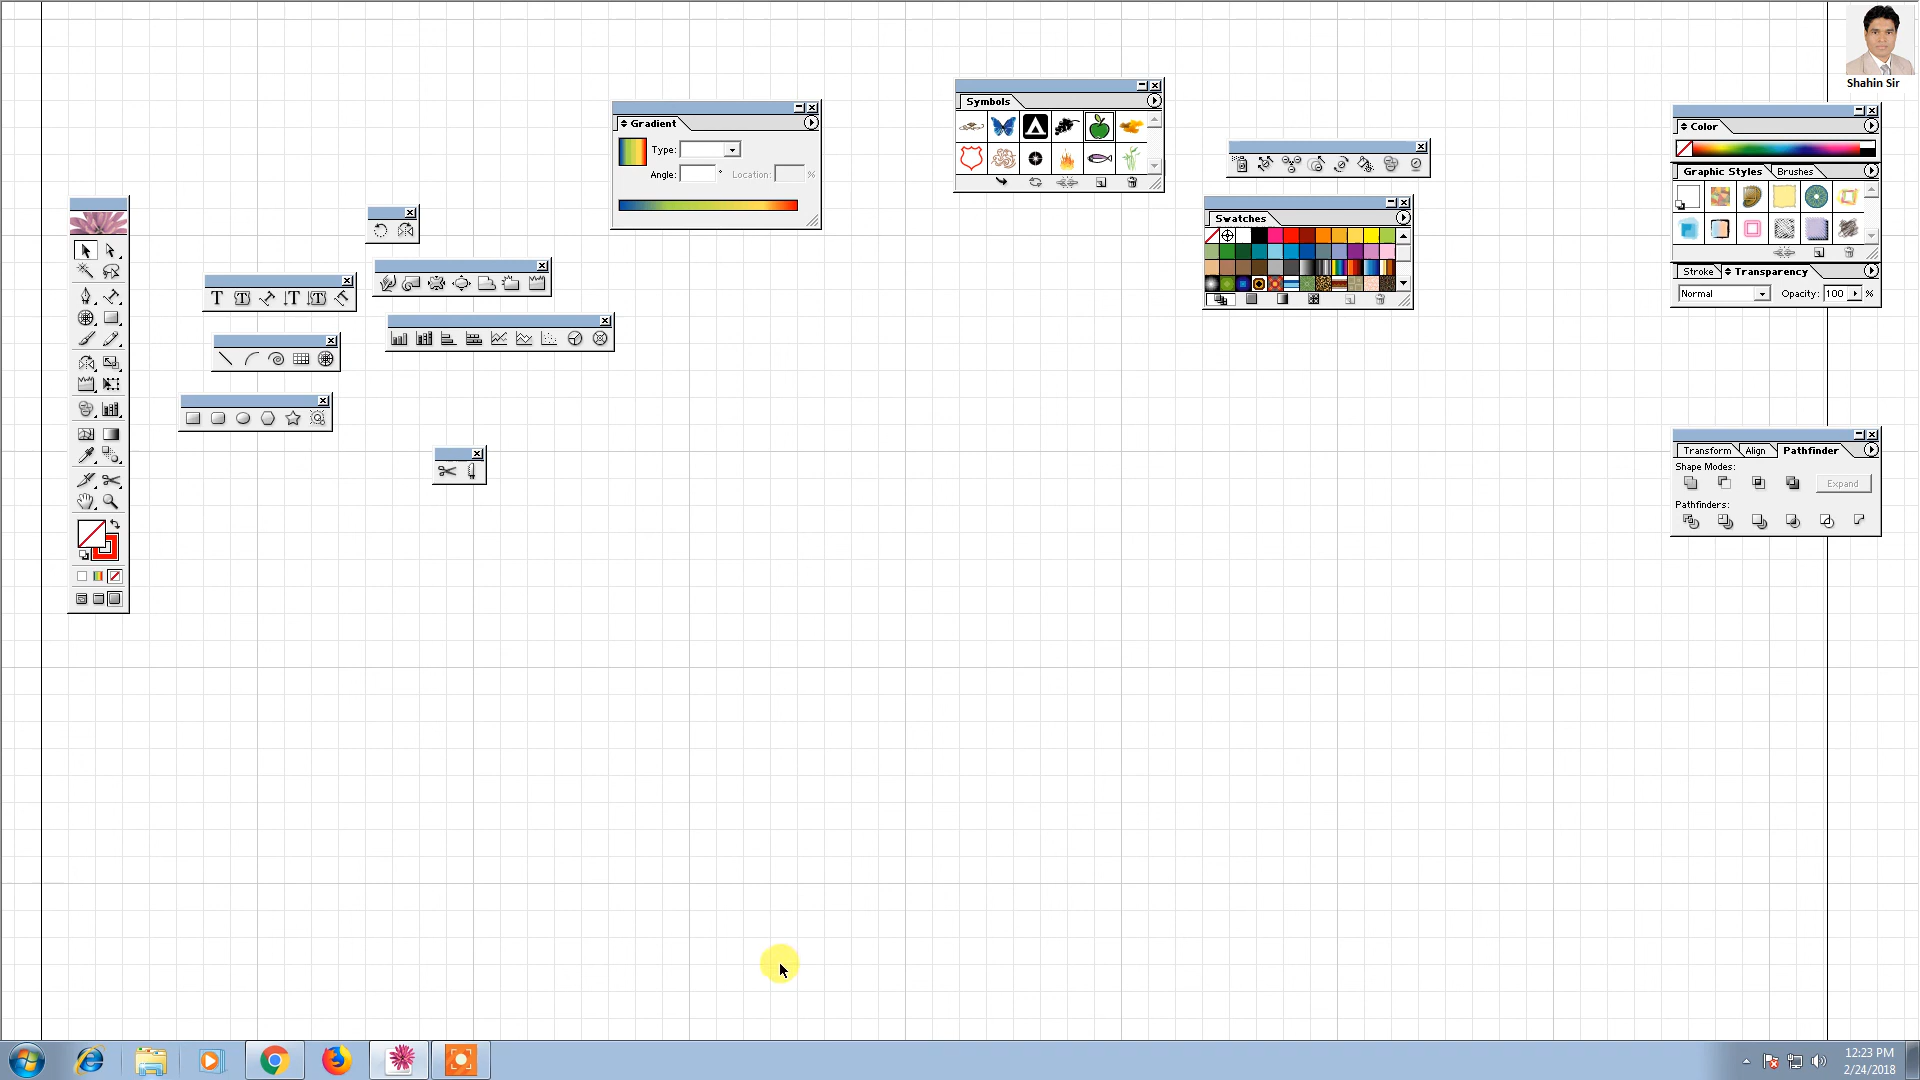 Shahin Sir
Symbols
Gradient
Type:
Angle: ° Location: %
Color
Graphic Styles Brushes
Swatches
Stroke Transparency
Normal Opacity: 100 %
Transform Align Pathfinder
Shape Modes:
Expand
Pathfinders:
12:23 PM
2/24/2018